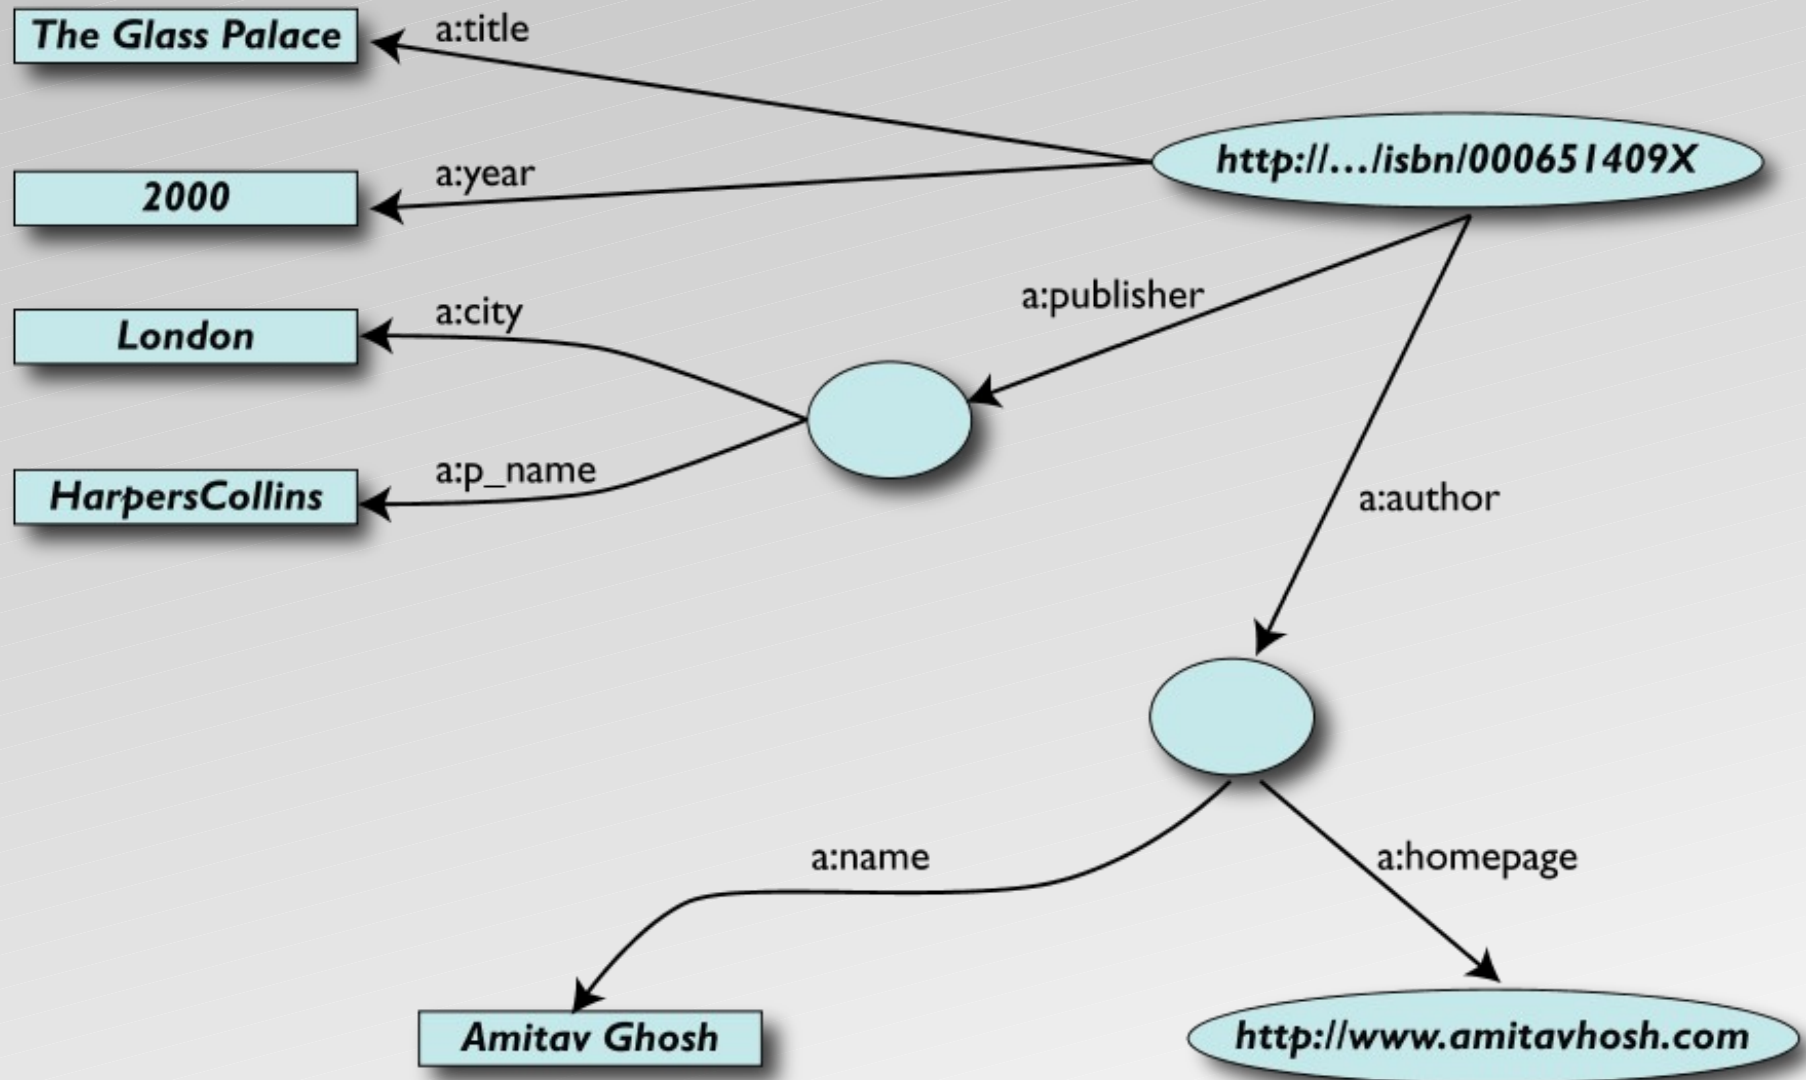 The Glass Palace
a:title
http://.../isbn/000651409X
2000
a:year
London
a:city
a:publisher
HarpersCollins
a:p_name
a:author
a:name
a:homepage
Amitav Ghosh
http://www.amitavhosh.com